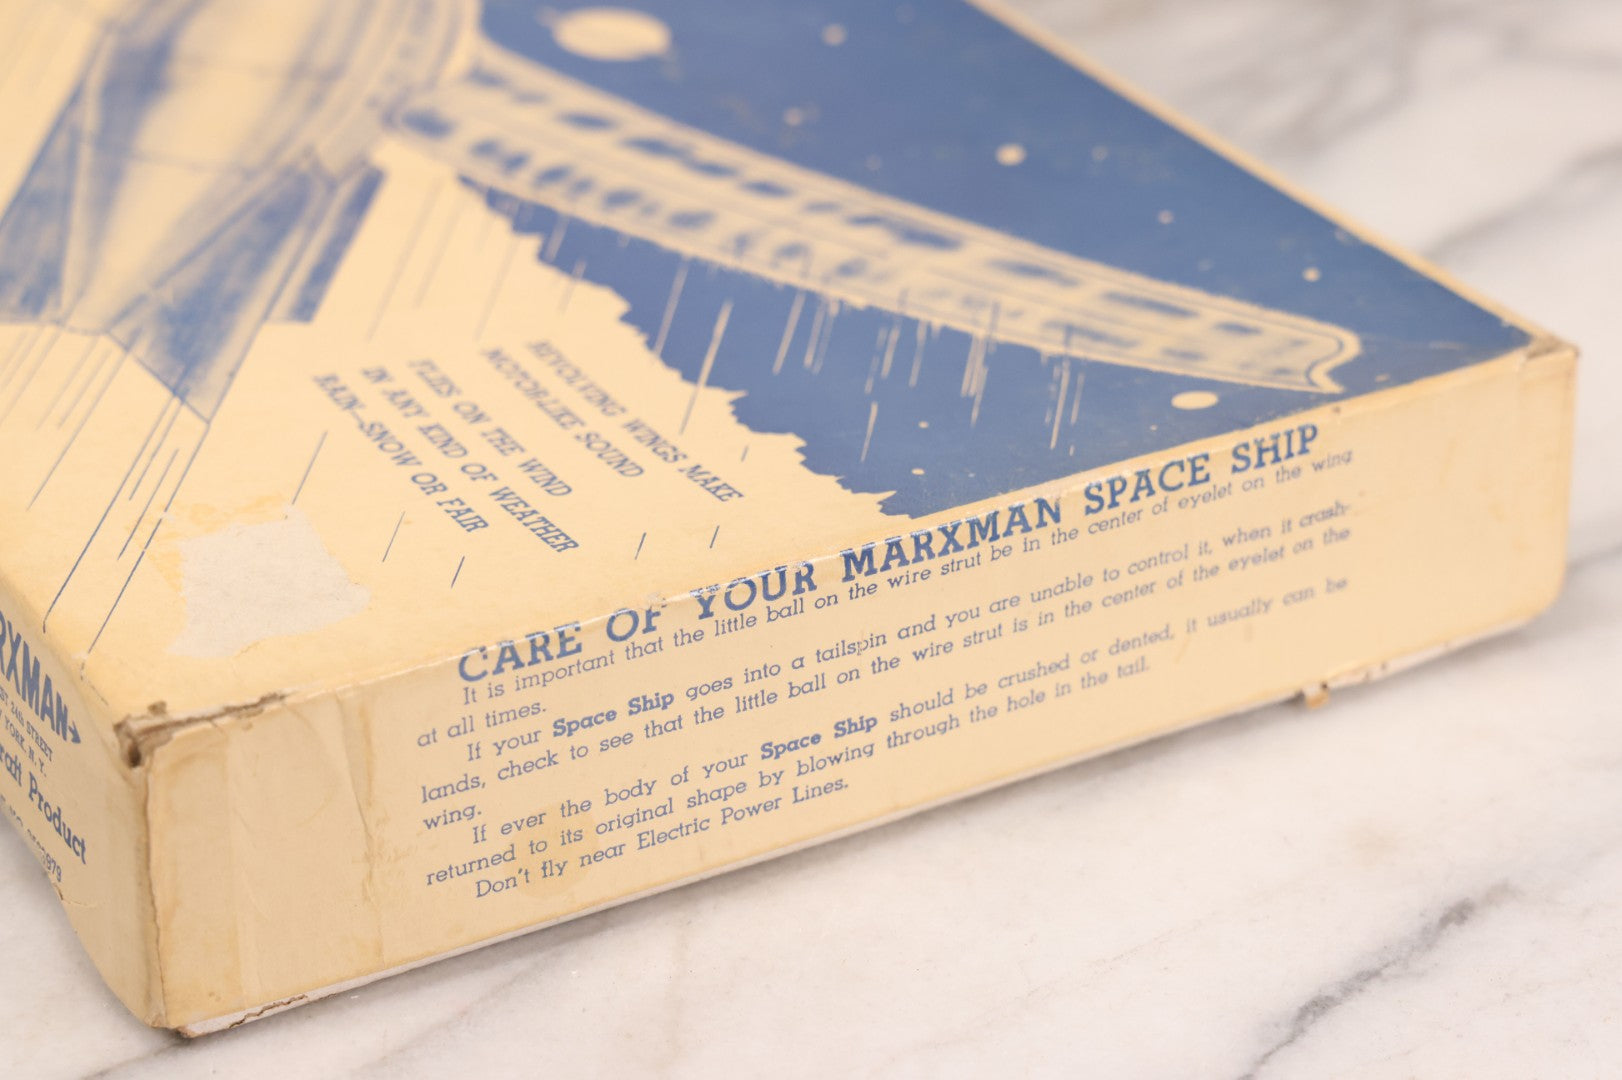 REVOLVING WINGS MAKE
MOTOR-LIKE SOUND
FLIES ON THE WIND
IN ANY KIND OF WEATHER
RAIN—SNOW OR FAIR
CARE OF YOUR MARXMAN SPACE SHIP
It is important that the little ball on the wire strut be in the center of eyelet on the wing
at all times.
If your Space Ship goes into a tailspin and you are unable to control it, when it crash-
lands, check to see that the little ball on the wire strut is in the center of the eyelet on the
wing.
If ever the body of your Space Ship should be crushed or dented, it usually can be
returned to its original shape by blowing through the hole in the tail.
Don't fly near Electric Power Lines.
RXMAN
24th STREET
YORK, N. Y.
Product